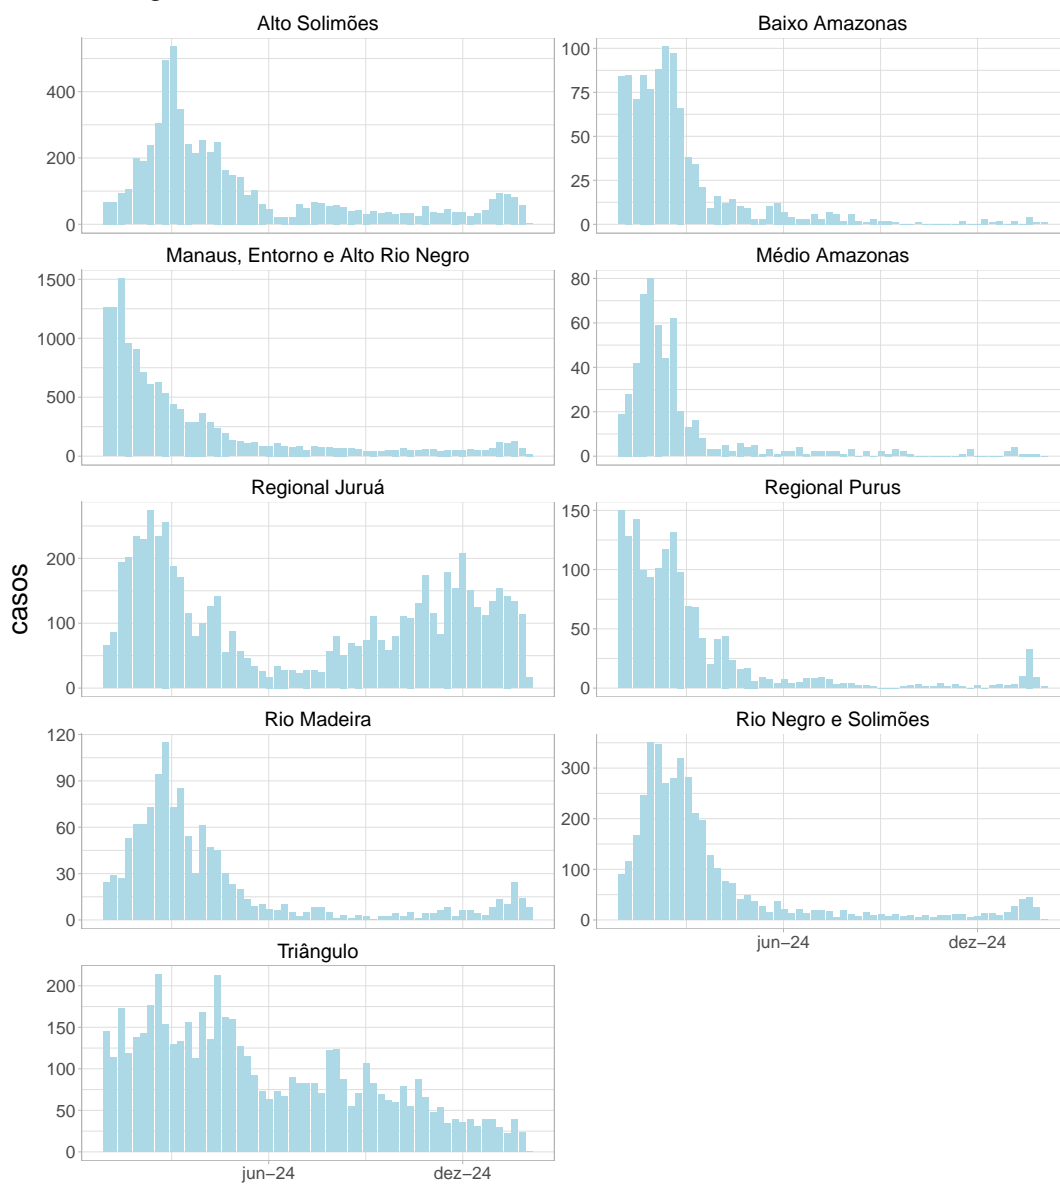 Alto Solimões
Baixo Amazonas
400
200
0
100
75
50
25
0
Manaus, Entorno e Alto Rio Negro
Médio Amazonas
1500
1000
500
0
80
60
40
20
0
Regional Juruá
Regional Purus
200
100
0
150
100
50
0
casos
Rio Madeira
Rio Negro e Solimões
120
90
60
30
0
300
200
100
0
jun−24
dez−24
Triângulo
200
150
100
50
0
jun−24
dez−24